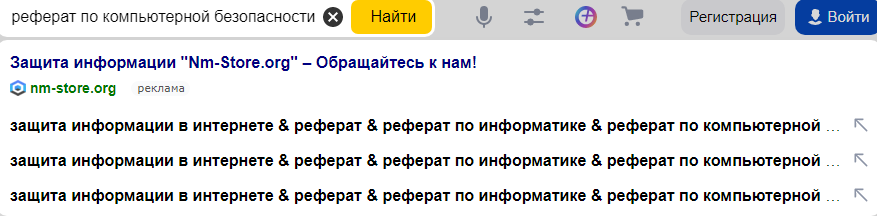 реферат по компьютерной безопасности Найти Регистрация Войти
Защита информации "Nm-Store.org" – Обращайтесь к нам!
nm-store.org реклама
защита информации в интернете & реферат & реферат по информатике & реферат по компьютерной ...
защита информации в интернете & реферат & реферат по информатике & реферат по компьютерной ...
защита информации в интернете & реферат & реферат по информатике & реферат по компьютерной ...